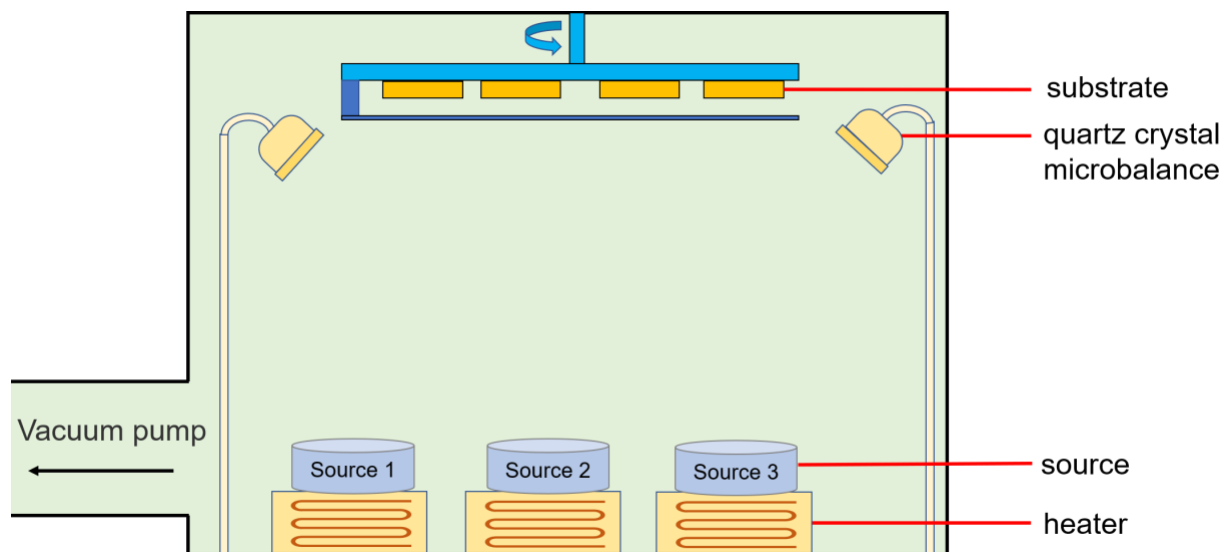 substrate
quartz crystal
microbalance
Vacuum pump
Source 1
Source 2
Source 3
source
heater